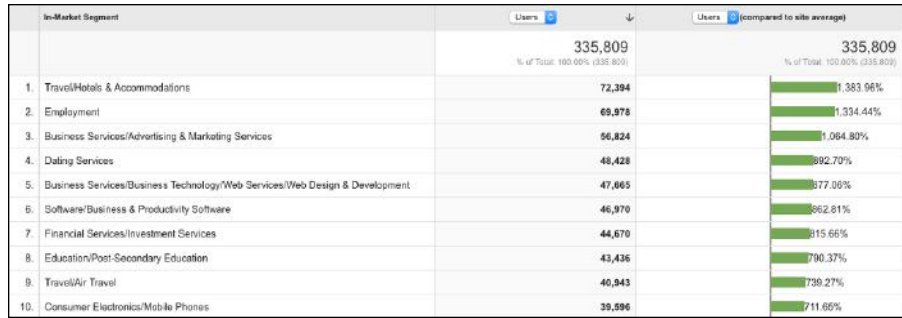 In-Market Segment Users ↓ Users (compared to site average)
335,809 335,809
% of Total: 100.00% (335,809) % of Total: 100.00% (335,809)
1. Travel/Hotels & Accommodations 72,394 1,383.96%
2. Employment 69,978 1,334.44%
3. Business Services/Advertising & Marketing Services 56,824 1,064.80%
4. Dating Services 48,428 892.70%
5. Business Services/Business Technology/Web Services/Web Design & Development 47,665 877.06%
6. Software/Business & Productivity Software 46,970 862.81%
7. Financial Services/Investment Services 44,670 815.66%
8. Education/Post-Secondary Education 43,436 790.37%
9. Travel/Air Travel 40,943 739.27%
10. Consumer Electronics/Mobile Phones 39,596 711.65%